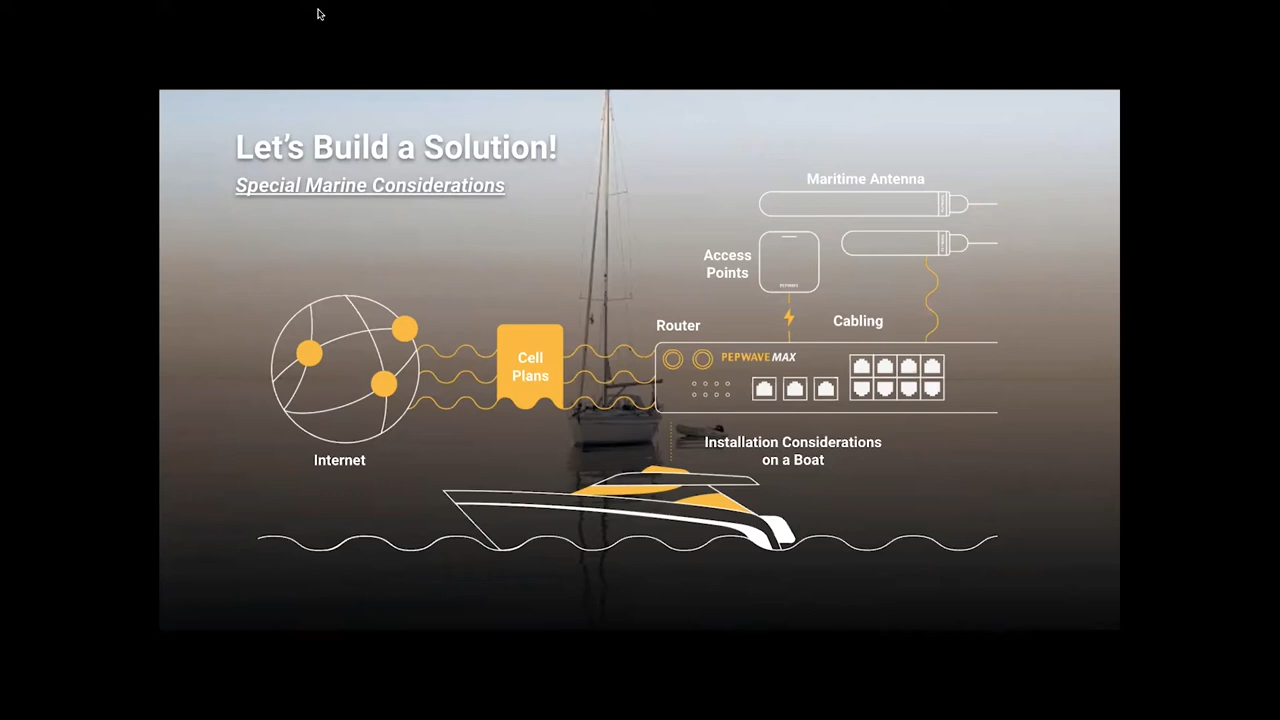 Let's Build a Solution!
Special Marine Considerations
Maritime Antenna
Access
Points
PEPWAVE
Router
Cabling
PEPWAVE MAX
Cell
Plans
Internet
Installation Considerations
on a Boat